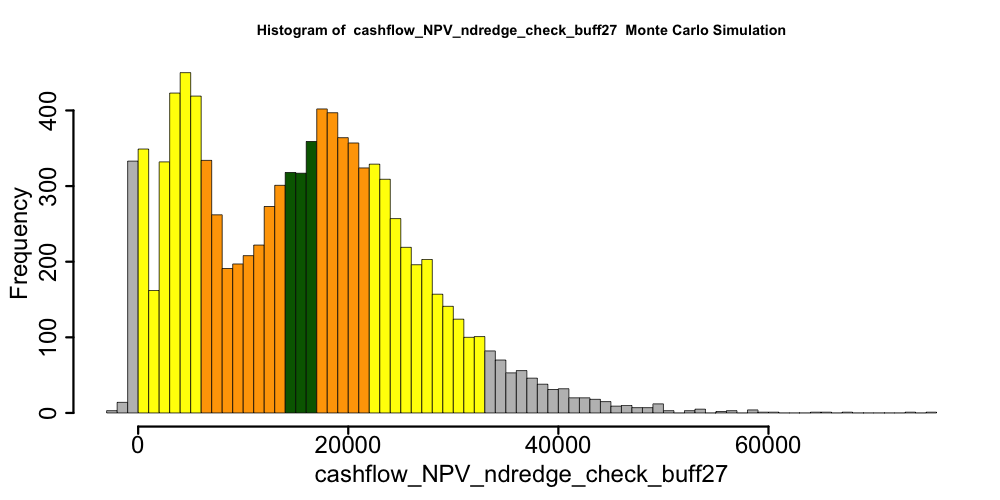 Histogram of  cashflow_NPV_ndredge_check_buff27  Monte Carlo Simulation
Frequency
400
300
200
100
0
0 20000 40000 60000
cashflow_NPV_ndredge_check_buff27